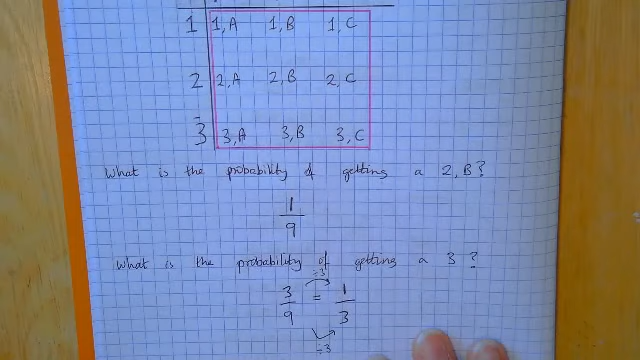 1 1,A 1,B 1,C
2 2,A 2,B 2,C
3 3,A 3,B 3,C
What is the probability of getting a 2,B?
1
9
What is the probability of getting a 3?
÷3
3 = 1
9 3
÷3